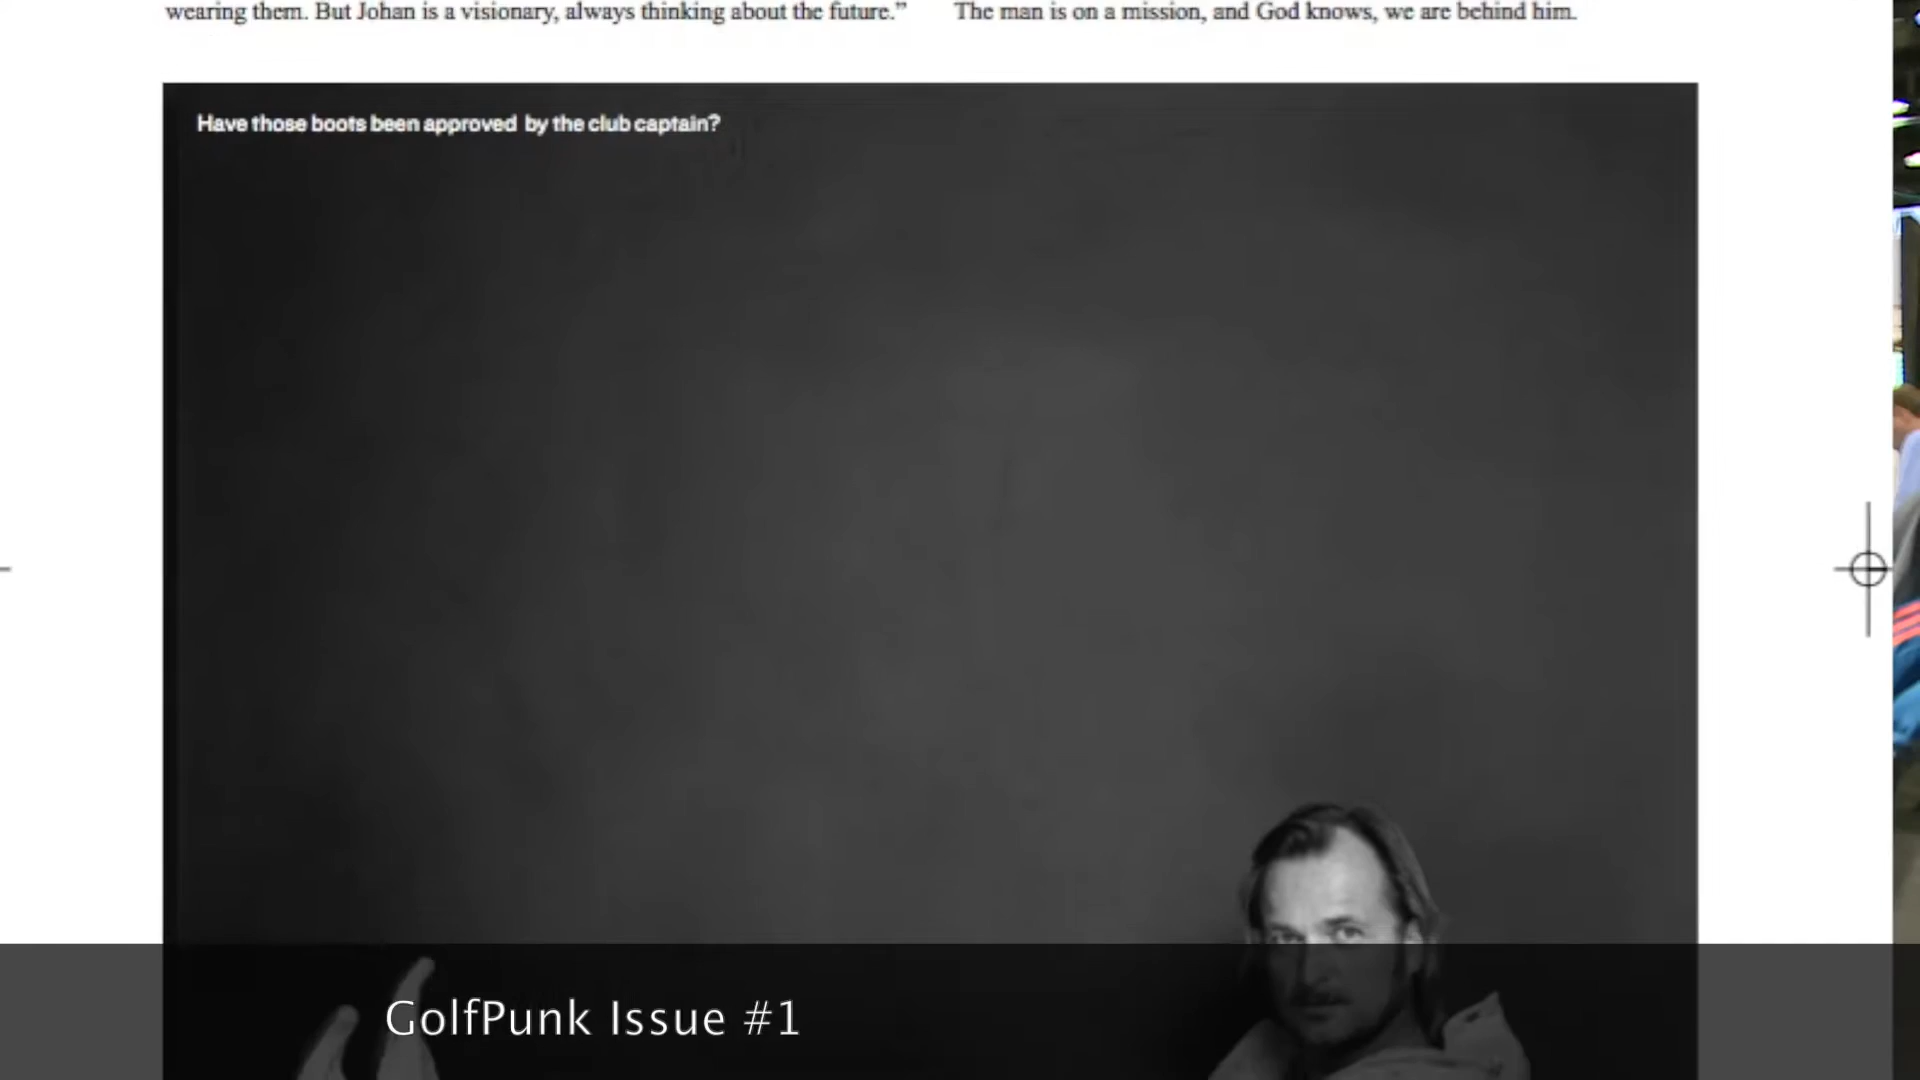 wearing them. But Johan is a visionary, always thinking about the future.”
The man is on a mission, and God knows, we are behind him.
Have those boots been approved by the club captain?
GolfPunk Issue #1